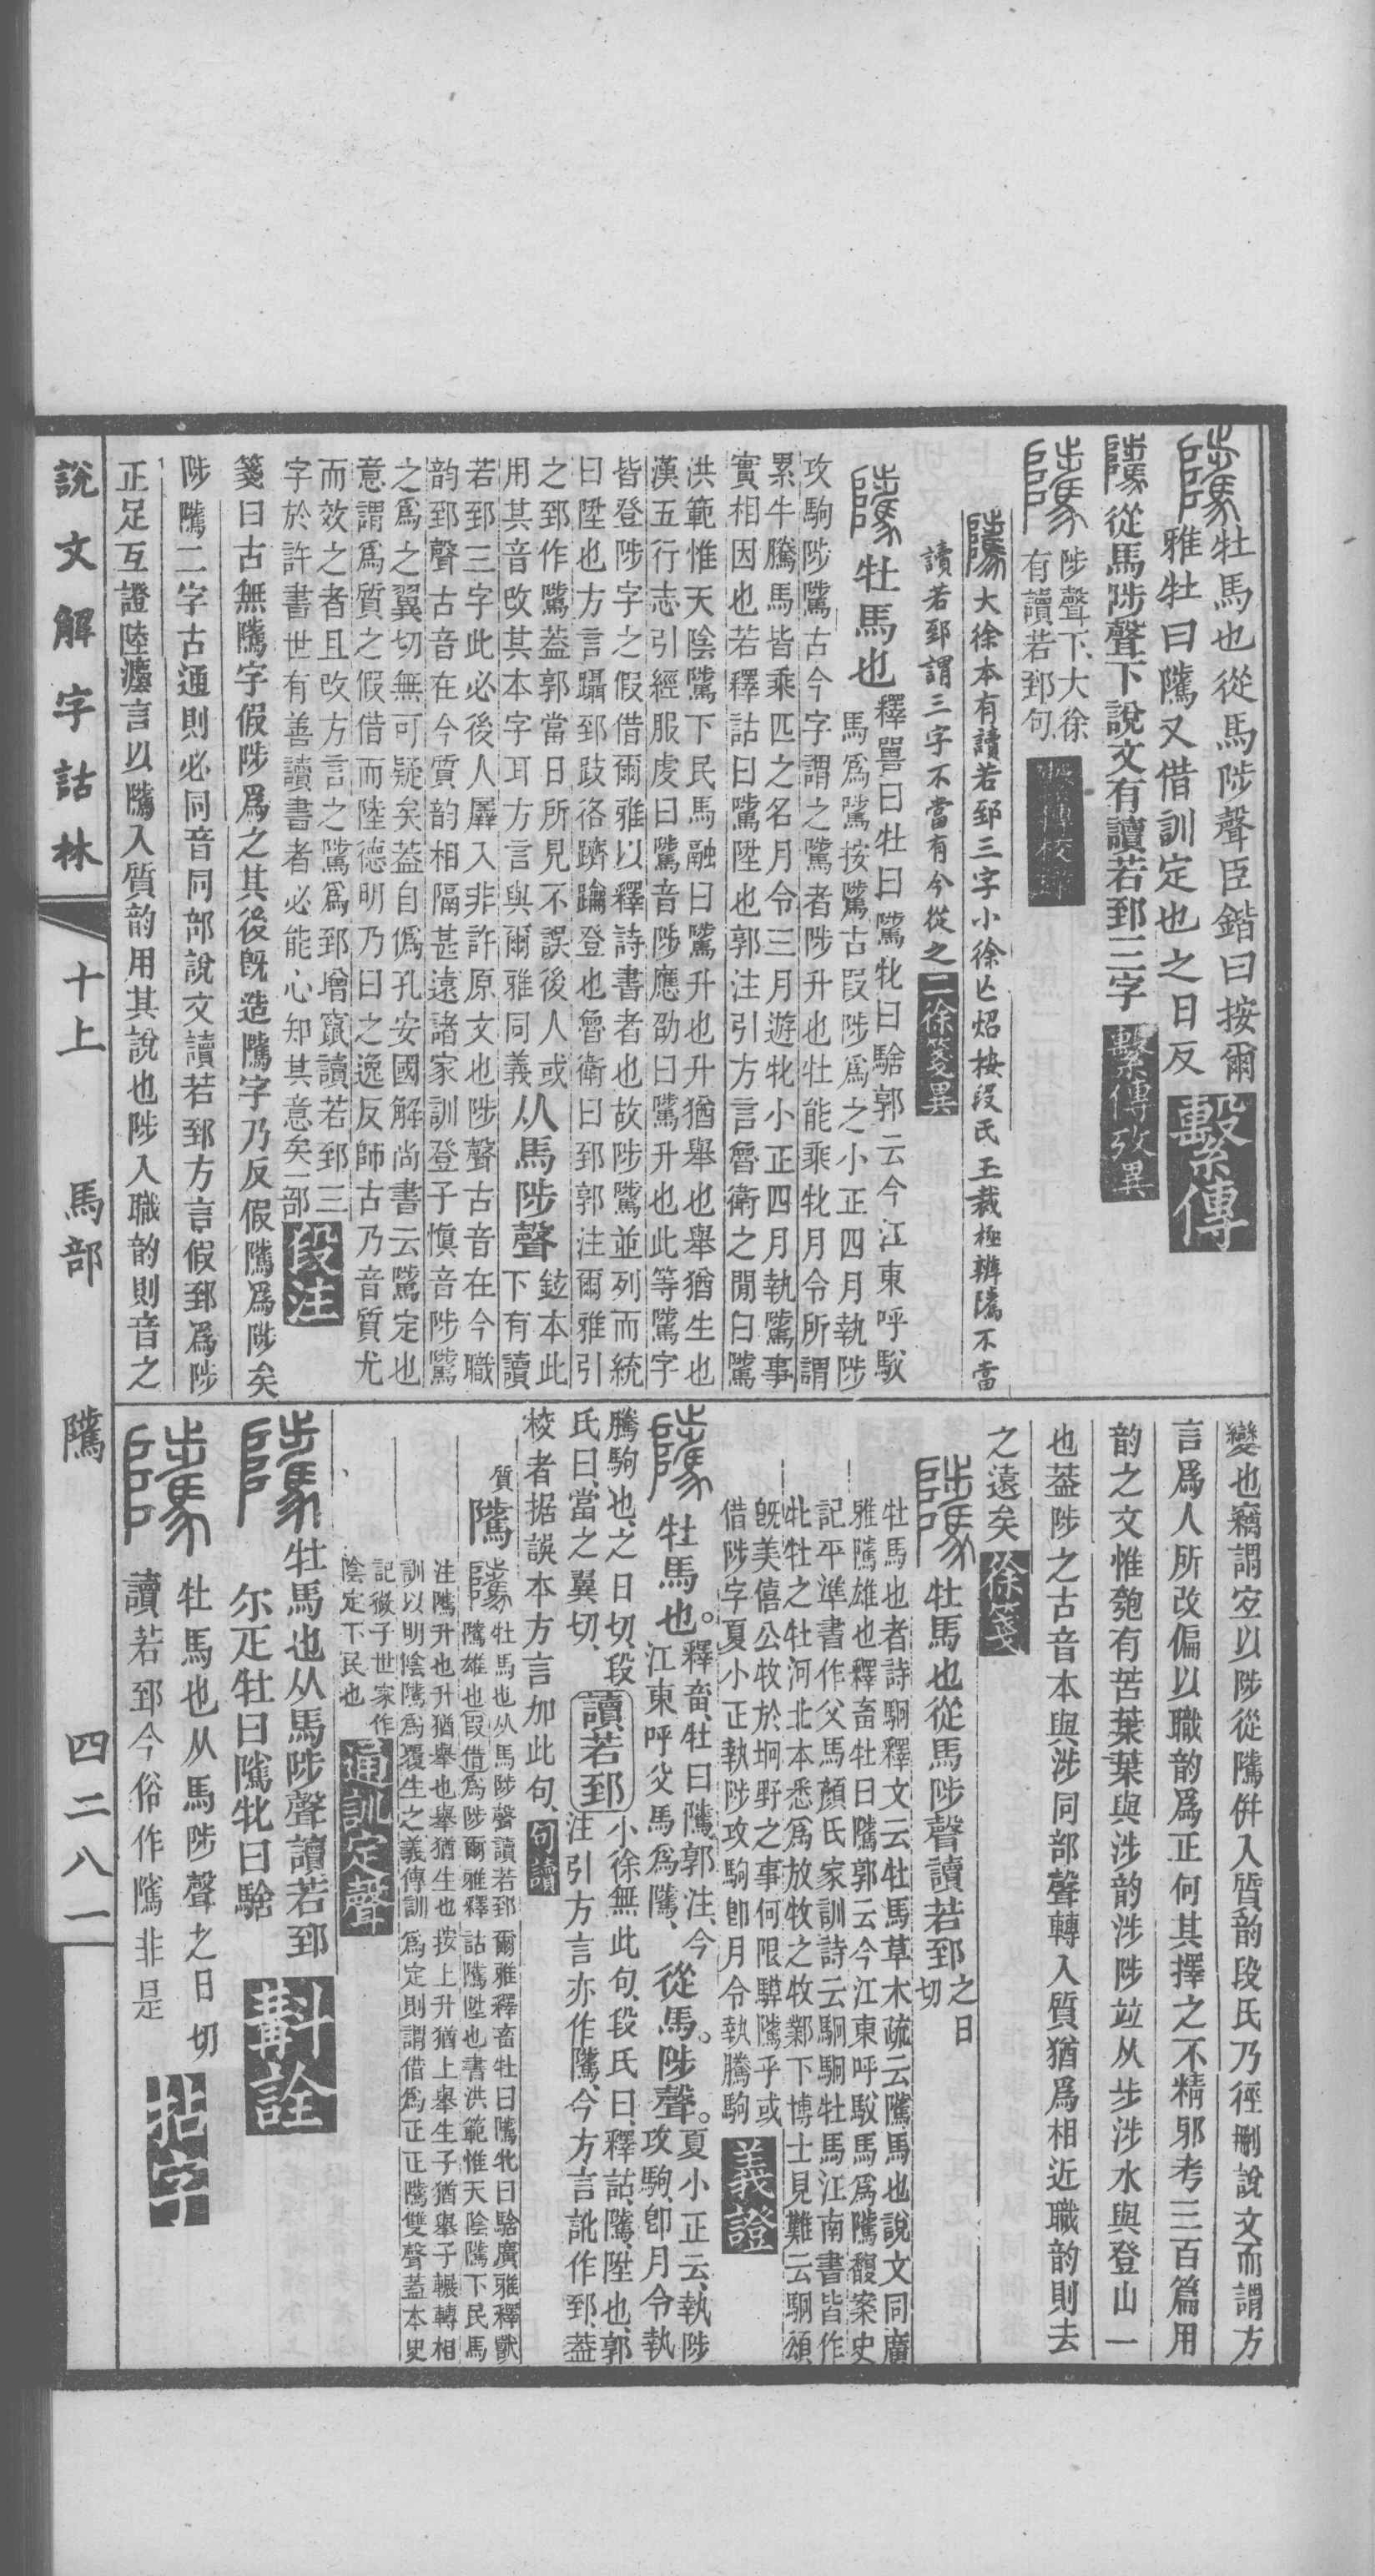 牡馬也從馬陟聲臣鍇曰按爾
雅牡曰騭又借訓定也之日反
繫傳
騭從馬陟聲下說文有讀若郅三字
繫傳攷異
陟聲下大徐
有讀若郅句
繫傳校錄
騭大徐本有讀若郅三字小徐亾炤按段氏玉裁極辨騭不當
讀若郅謂三字不當有今從之
二徐箋異
牡馬也
釋嘼曰牡曰騭牝曰騇郭云今江東呼馭
馬爲騭按騭古叚陟爲之小正四月執陟
攻駒陟騭古今字謂之騭者陟升也牡能乘牝月令所謂
累牛騰馬皆乘匹之名月令三月遊牝小正四月執騭事
實相因也若釋詁曰騭陞也郭注引方言魯衞之閒曰騭
洪範惟天陰騭下民馬融曰騭升也升猶舉也舉猶生也
漢五行志引經服虔曰騭音陟應劭曰騭升也此等騭字
皆登陟字之假借爾雅以釋詩書者也故陟騭並列而統
曰陞也方言躡郅跂𢓜躋踚登也魯衛曰郅郭注爾雅引
之郅作騭葢郭當日所見不誤後人或
用其音攺其本字耳方言與爾雅同義
从馬陟聲
鉉本此
下有讀
若郅三字此必後人羼入非許原文也陟聲古音在今職
韵郅聲古音在今質韵相隔甚遠諸家訓登子愼音陟騭
之爲之翼切無可疑矣葢自僞孔安國解尚書云騭定也
意謂爲質之假借而陸德明乃曰之逸反師古乃音質尤
而效之者且攺方言之騭爲郅增竄讀若郅三
字於許書世有善讀書者必能心知其意矣一部
段注
箋曰古無騭字假陟爲之其後既造騭字乃反假騭爲陟矣
陟騭二字古通則必同音同部說文讀若郅方言假郅爲陟
正足互證陸灋言以騭入質韵用其說也陟入職韵則音之
變也竊謂宐以陟從騭倂入質韵段氏乃徑刪說文而謂方
言爲人所改偏以職韵爲正何其擇之不精邪考三百篇用
韵之文惟匏有苦葉葉與涉韵涉陟竝从步涉水與登山一
也葢陟之古音本與涉同部聲轉入質猶爲相近職韵則去
之遠矣
徐箋
牡馬也從馬陟聲讀若郅
之日
切
牡馬也者詩駉釋文云牡馬草木疏云騭馬也說文同廣
雅騭雄也釋畜牡曰騭郭云今江東呼馭馬爲騭馥案史
記平準書作父馬顏氏家訓詩云駉駉牡馬江南書皆作
牝牡之牡河北本悉爲放牧之牧鄴下博士見難云駉頌
旣美僖公牧於坰野之事何限騲騭乎或
借陟字夏小正執陟攻駒卽月令執騰駒
義證
牡馬也。
釋畜、牡曰騭、郭注、今
江東呼父馬爲騭、
從馬。陟聲。
夏小正云、執陟
攻駒、卽月令執
騰駒也、之日切、段
氏曰、當之翼切、
讀若郅
小徐無此句、段氏曰、釋詁、騭、陞也、郭
注引方言亦作騭、今方言訛作郅、葢
校者据誤本方言加此句、
句讀
質
騭
牡馬也从馬陟聲讀若郅爾雅釋畜牡曰騭牝曰騇廣雅釋獸
騭雄也叚借爲陟爾雅釋詁騭陞也書洪範惟天陰騭下民馬
注騭升也升猶舉也舉猶生也按上升猶上舉生子猶舉子輾轉相
訓以明陰騭爲覆生之義傳訓爲定則謂借爲正正騭雙聲蓋本史
記微子世家作
陰定下民也
通訓定聲
牡馬也从馬陟聲讀若郅
尔疋牡曰騭牝曰騇
斠詮
牡馬也从馬陟聲之日切
讀若郅今俗作隲非是
拈字
說文解字詁林
十上
馬部
騭
四二八一